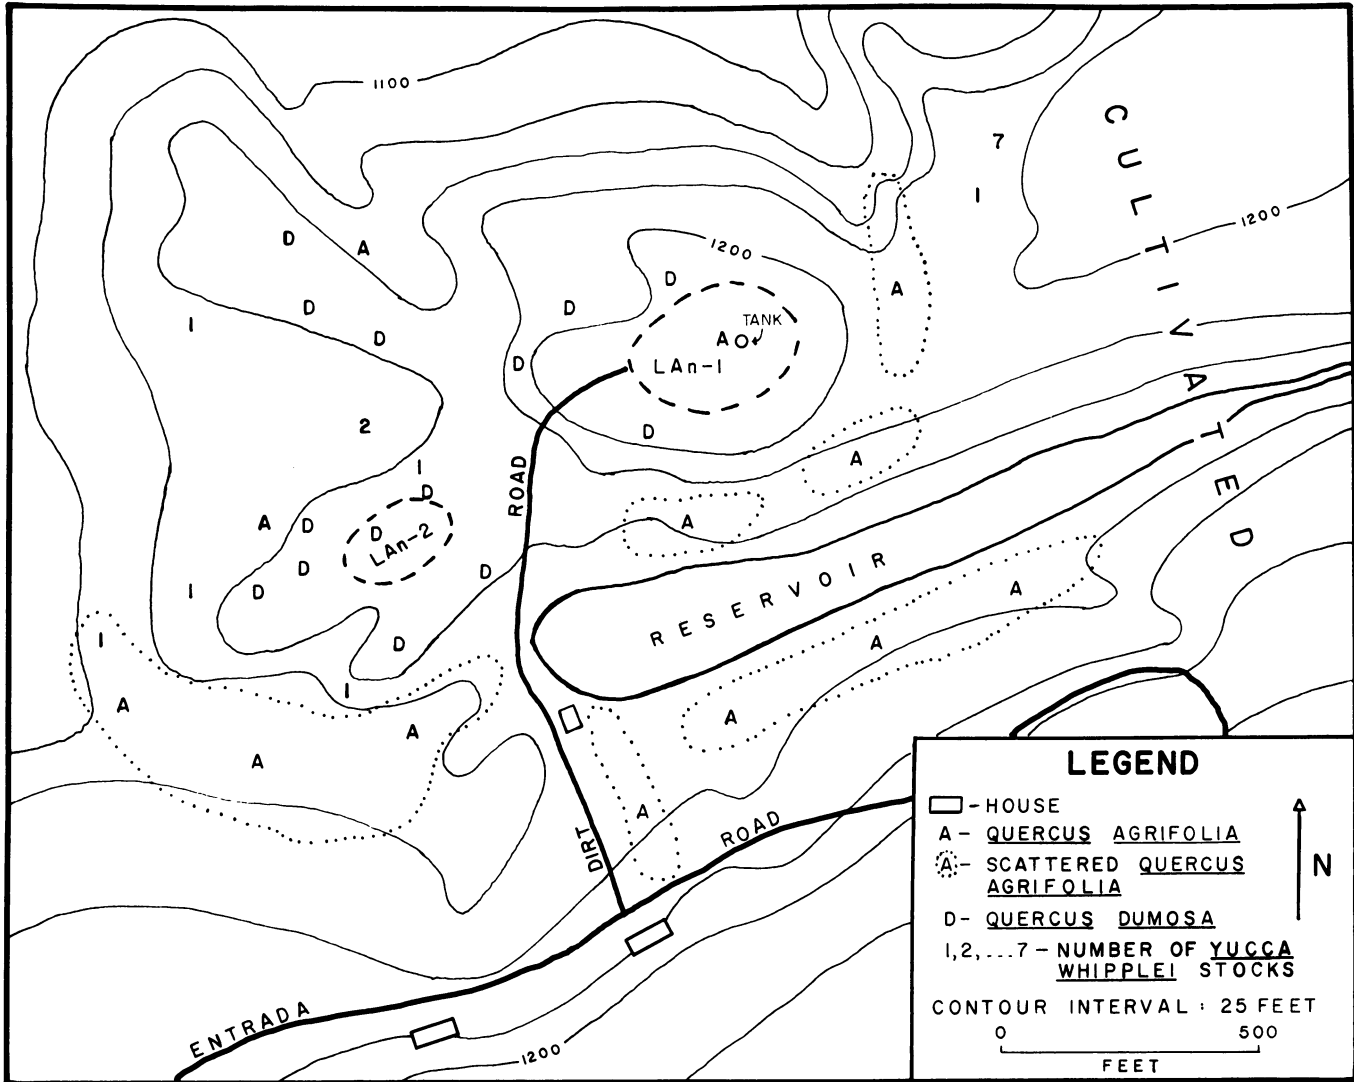 1100
7
CULTIVATED
1
1200
D
A
1200
D
A
D
D
TANK
1
D
A
LAn-1
D
2
D
1
A
D
ROAD
A
D
A
D
LAn-2
D
D
RESERVOIR
1
D
A
1
D
A
1
A
A
A
A
A
DIRT
ROAD
ENTRADA
1200
LEGEND
- HOUSE
A - QUERCUS AGRIFOLIA
A - SCATTERED QUERCUS
AGRIFOLIA
D - QUERCUS DUMOSA
1,2,...7 - NUMBER OF YUCCA
WHIPPLEI STOCKS
N
CONTOUR INTERVAL : 25 FEET
0 500
FEET